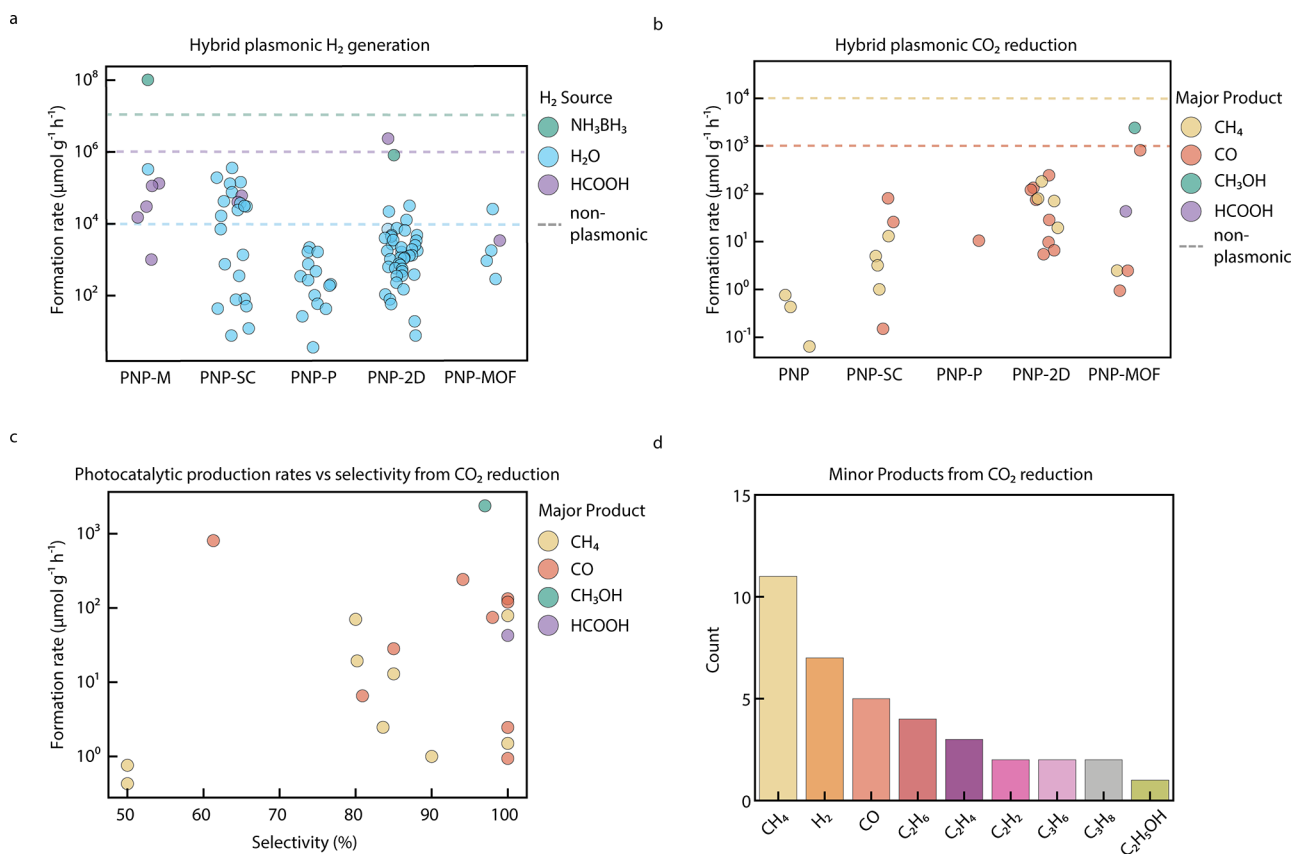 a
Hybrid plasmonic H₂ generation
Formation rate (µmol g⁻¹ h⁻¹)
10⁸
10⁶
10⁴
10²
PNP-M PNP-SC PNP-P PNP-2D PNP-MOF
H₂ Source
NH₃BH₃
H₂O
HCOOH
non-
plasmonic
b
Hybrid plasmonic CO₂ reduction
Formation rate (µmol g⁻¹ h⁻¹)
10⁴
10³
10²
10¹
10⁰
10⁻¹
PNP PNP-SC PNP-P PNP-2D PNP-MOF
Major Product
CH₄
CO
CH₃OH
HCOOH
non-
plasmonic
c
Photocatalytic production rates vs selectivity from CO₂ reduction
Formation rate (µmol g⁻¹ h⁻¹)
10³
10²
10¹
10⁰
50 60 70 80 90 100
Selectivity (%)
Major Product
CH₄
CO
CH₃OH
HCOOH
d
Minor Products from CO₂ reduction
Count
15
10
5
0
CH₄ H₂ CO C₂H₆ C₂H₄ C₂H₂ C₃H₆ C₃H₈ C₂H₅OH